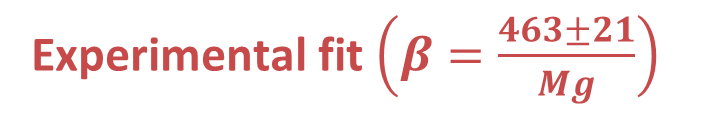 Experimental fit (β = 463±21 / Mg)